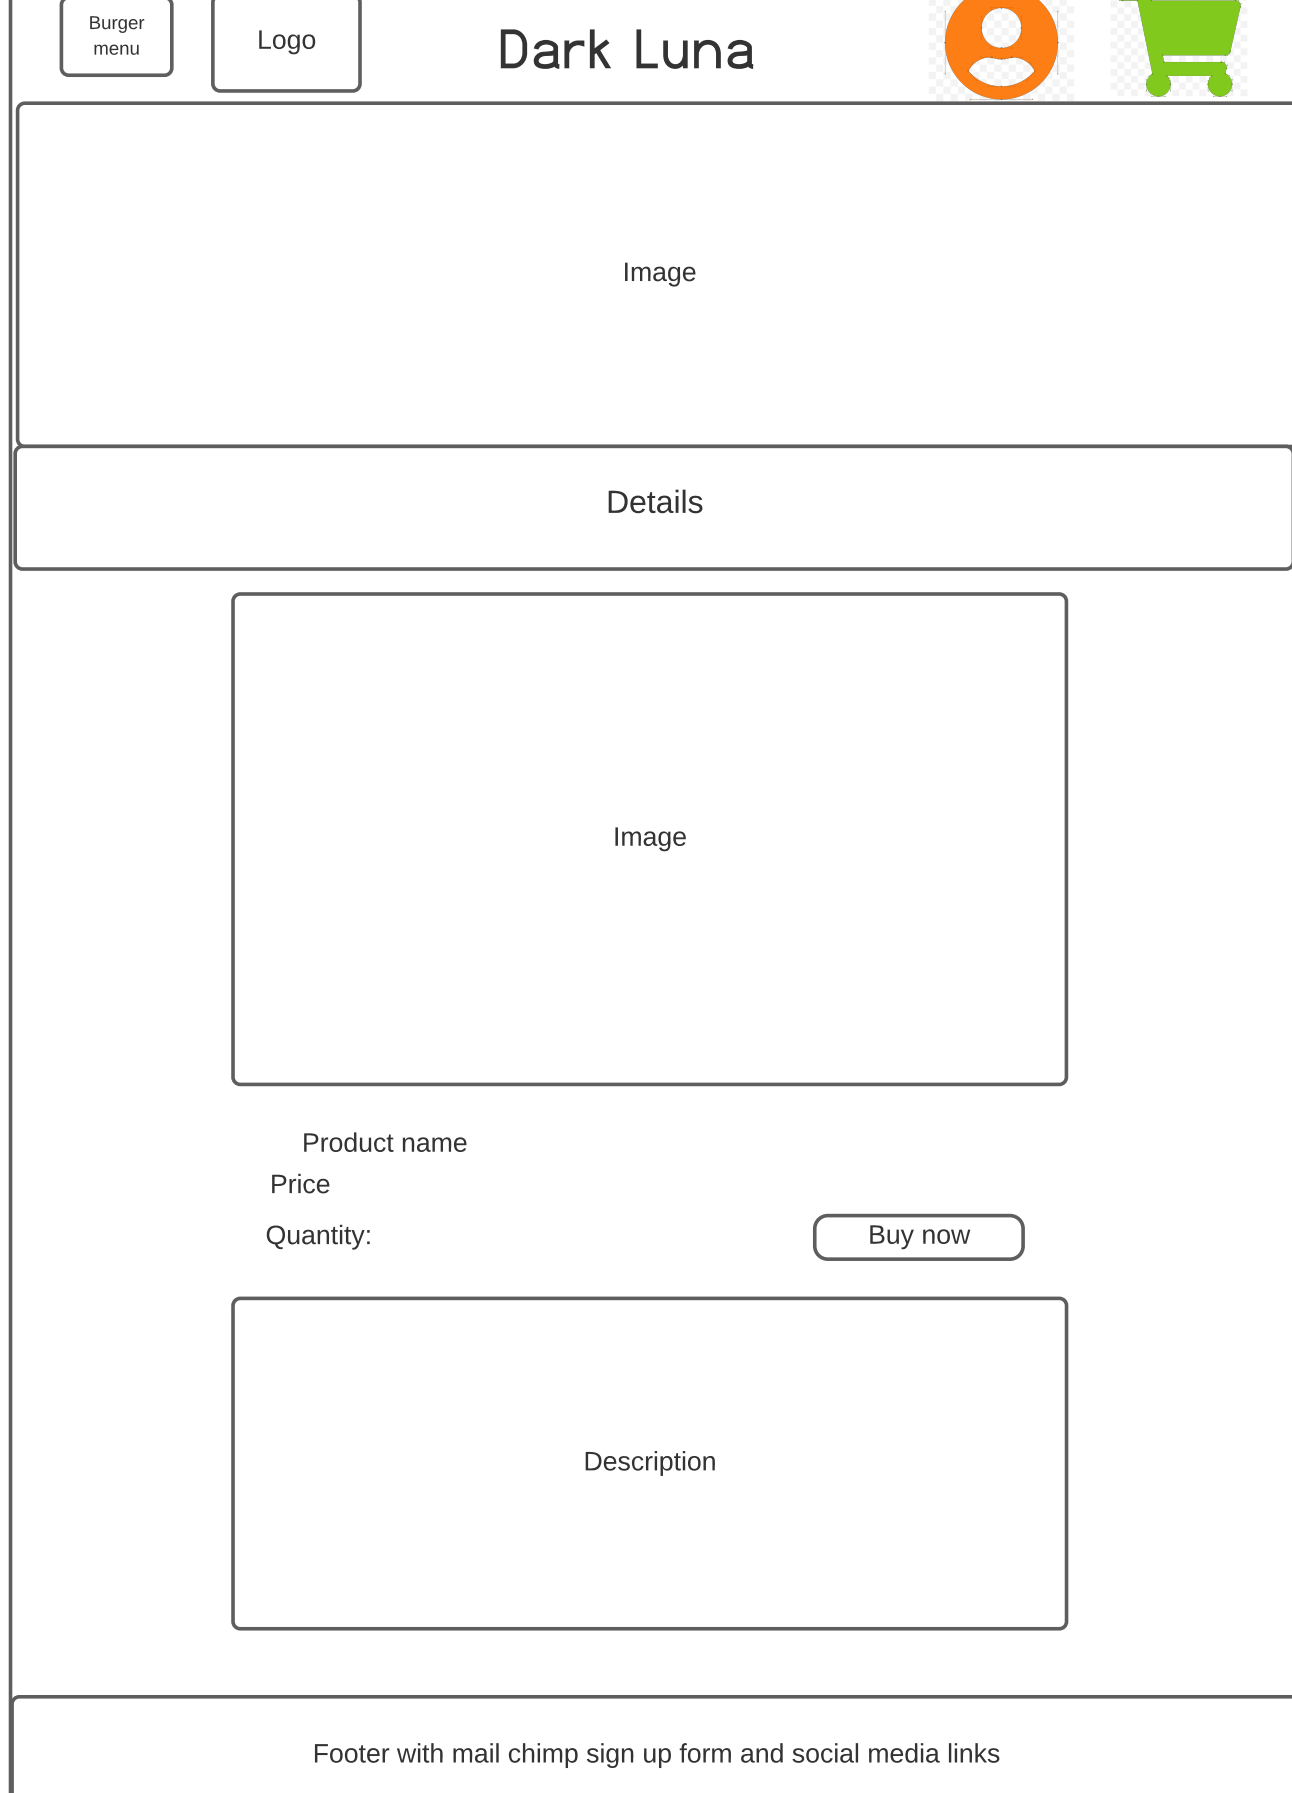 Burger
menu
Logo
Dark Luna
Image
Details
Image
Product name
Price
Quantity:
Buy now
Description
Footer with mail chimp sign up form and social media links